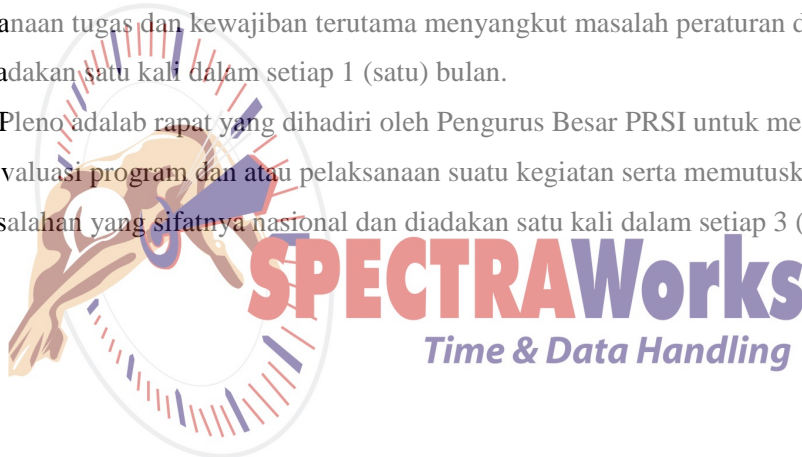 anaan tugas dan kewajiban terutama menyangkut masalah peraturan d
adakan satu kali dalam setiap 1 (satu) bulan.
Pleno adalab rapat yang dihadiri oleh Pengurus Besar PRSI untuk me
valuasi program dan atau pelaksanaan suatu kegiatan serta memutusk
salahan yang sifatnya nasional dan diadakan satu kali dalam setiap 3 (
SPECTRAWorks
Time & Data Handling